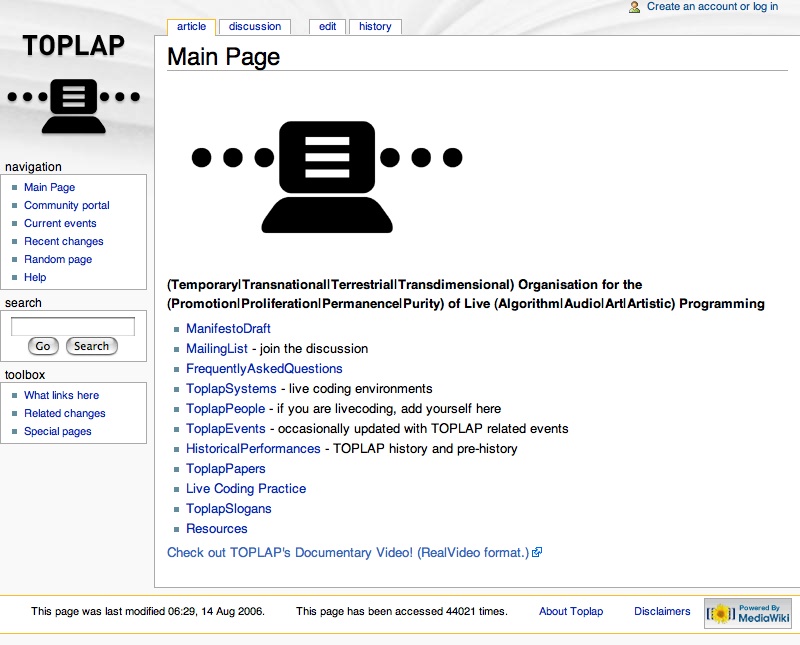 Create an account or log in
TOPLAP
article discussion edit history
Main Page
navigation
Main Page
Community portal
Current events
Recent changes
Random page
Help
search
Go Search
toolbox
What links here
Related changes
Special pages
(Temporary|Transnational|Terrestrial|Transdimensional) Organisation for the
(Promotion|Proliferation|Permanence|Purity) of Live (Algorithm|Audio|Art|Artistic) Programming
ManifestoDraft
MailingList - join the discussion
FrequentlyAskedQuestions
ToplapSystems - live coding environments
ToplapPeople - if you are livecoding, add yourself here
ToplapEvents - occasionally updated with TOPLAP related events
HistoricalPerformances - TOPLAP history and pre-history
ToplapPapers
Live Coding Practice
ToplapSlogans
Resources
Check out TOPLAP's Documentary Video! (RealVideo format.)
This page was last modified 06:29, 14 Aug 2006. This page has been accessed 44021 times. About Toplap Disclaimers
Powered By
MediaWiki